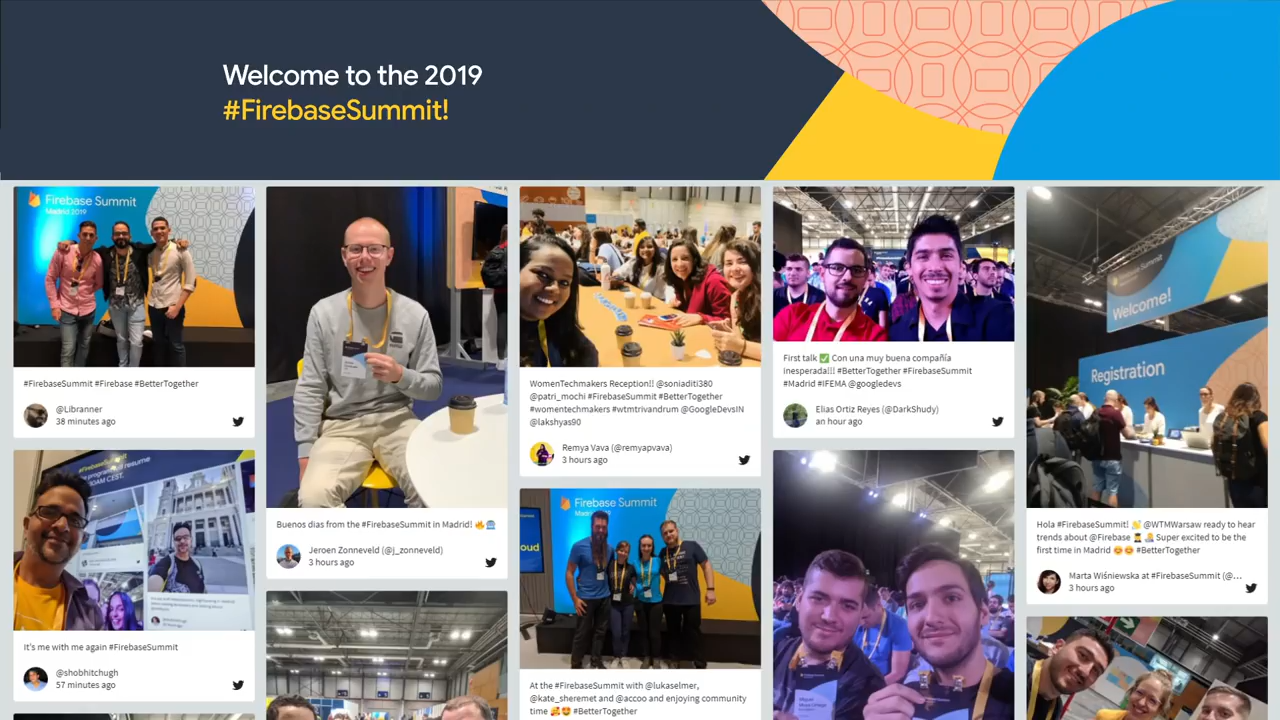 Welcome to the 2019
#FirebaseSummit!
Firebase Summit
Madrid 2019
#FirebaseSummit #Firebase #BetterTogether
@Libranner
38 minutes ago
It's me with me again #FirebaseSummit
@shobhitchugh
57 minutes ago
Buenos dias from the #FirebaseSummit in Madrid! 🔥
Jeroen Zonneveld (@j_zonneveld)
3 hours ago
WomenTechmakers Reception!! @soniaditi380
@patri_mochi #FirebaseSummit #BetterTogether
#womentechmakers #wtmtrivandrum @GoogleDevsIN
@lakshyas90
Remya Vava (@remyapvava)
3 hours ago
Firebase Summit
At the #FirebaseSummit with @lukaselmer,
@kate_sheremet and @accoo and enjoying community
time 🥰😍 #BetterTogether
First talk ✅ Con una muy buena compañía
inesperada!!! #BetterTogether #FirebaseSummit
#Madrid #IFEMA @googledevs
Elias Ortiz Reyes (@DarkShudy)
an hour ago
Firebase Summit
Welcome!
Registration
Hola #FirebaseSummit! 👋 @WTMWarsaw ready to hear
trends about @Firebase Super excited to be the
first time in Madrid 😊😊 #BetterTogether
Marta Wiśniewska at #FirebaseSummit (@...
3 hours ago